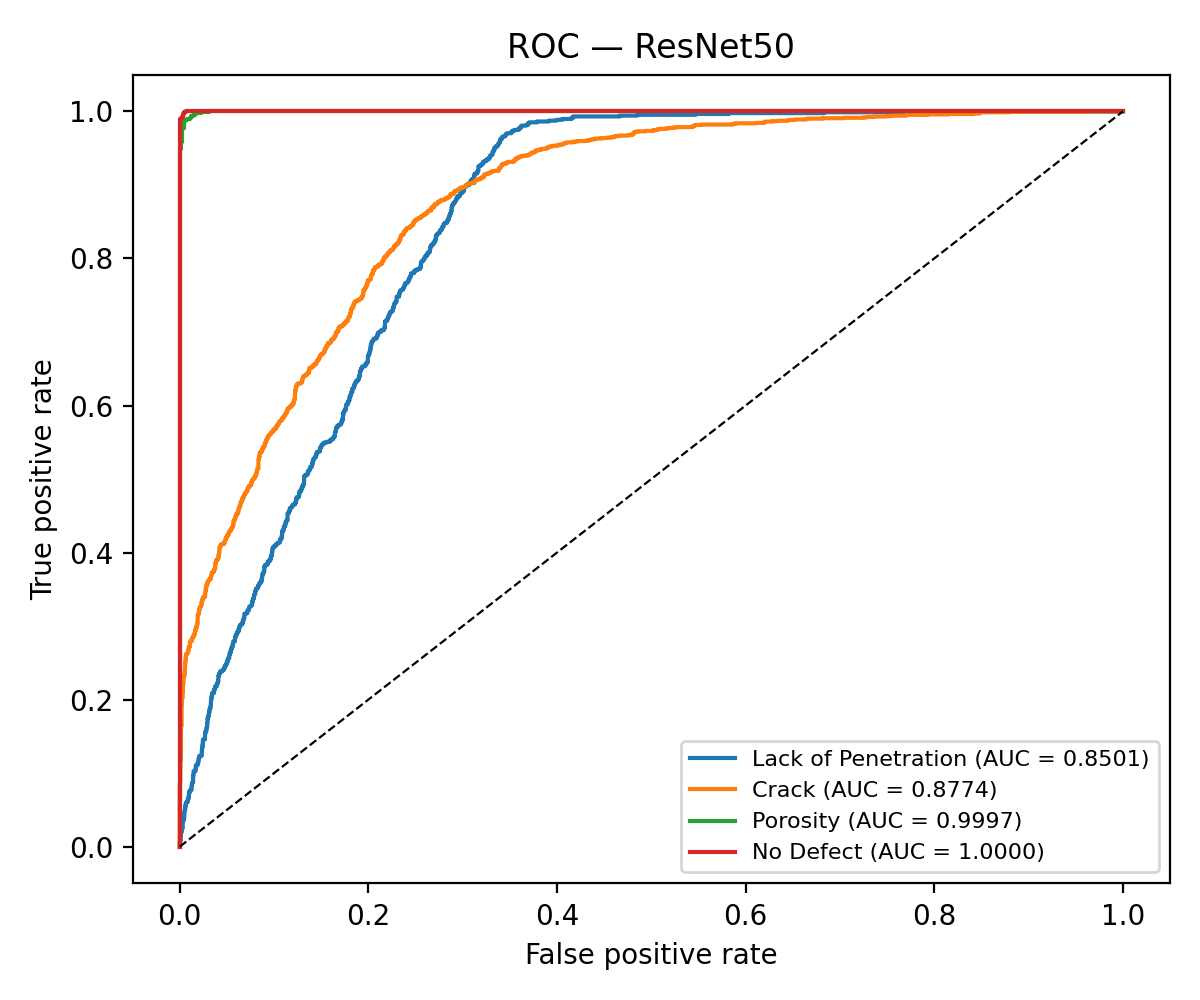 ROC — ResNet50
1.0
0.8
0.6
0.4
0.2
0.0
True positive rate
Lack of Penetration (AUC = 0.8501)
Crack (AUC = 0.8774)
Porosity (AUC = 0.9997)
No Defect (AUC = 1.0000)
0.0 0.2 0.4 0.6 0.8 1.0
False positive rate